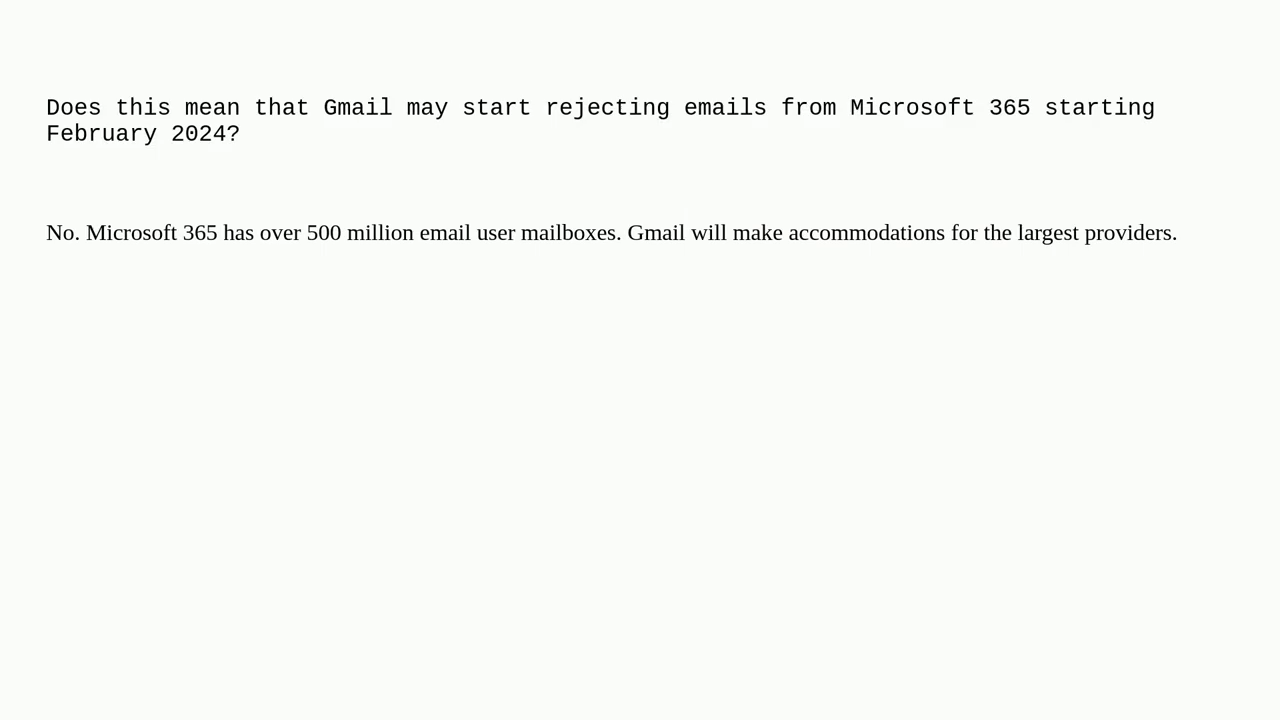 Does this mean that Gmail may start rejecting emails from Microsoft 365 starting
February 2024?
No. Microsoft 365 has over 500 million email user mailboxes. Gmail will make accommodations for the largest providers.